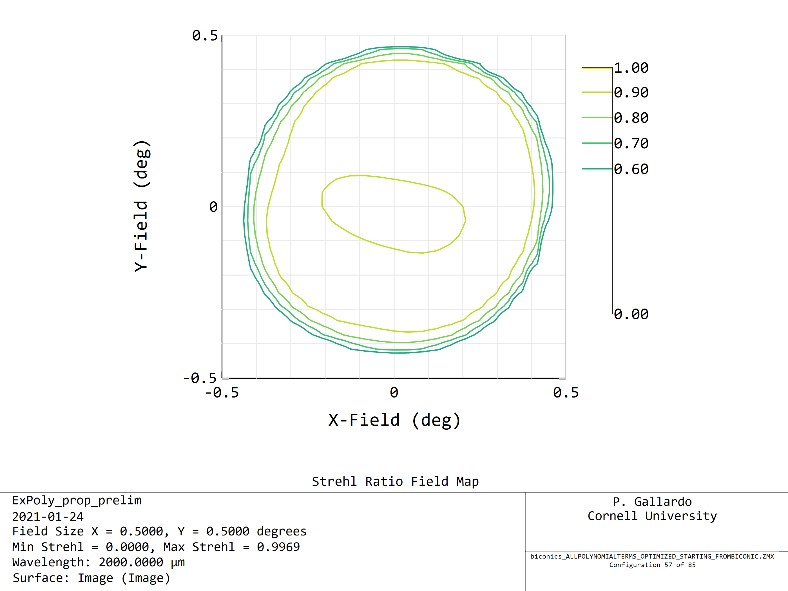 0.5
1.00
0.90
0.80
0.70
0.60
Y-Field (deg)
0
0.00
-0.5
-0.5
0
0.5
X-Field (deg)
Strehl Ratio Field Map
ExPoly_prop_prelim
2021-01-24
Field Size X = 0.5000, Y = 0.5000 degrees
Min Strehl = 0.0000, Max Strehl = 0.9969
Wavelength: 2000.0000 µm
Surface: Image (Image)
P. Gallardo
Cornell University
biconics_ALLPOLYNOMIALTERMS_OPTIMIZED_STARTING_FROMBICONIC.ZMX
Configuration 57 of 85